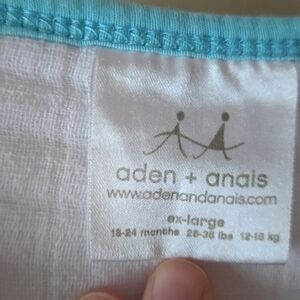 aden + anais
www.adenandanais.com
ex-large
18-24 months 26-36 lbs 12-16 kg